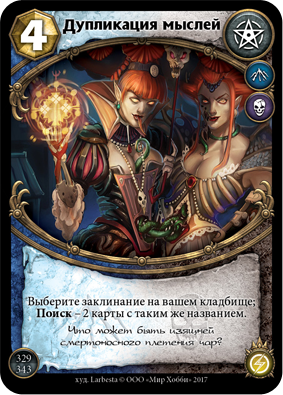 4
Дупликация мыслей
Выберите заклинание на вашем кладбище;
Поиск – 2 карты с таким же названием.
Что может быть изящней
смертоносного плетения чар?
329
343
худ. Larbesta © ООО «Мир Хобби» 2017